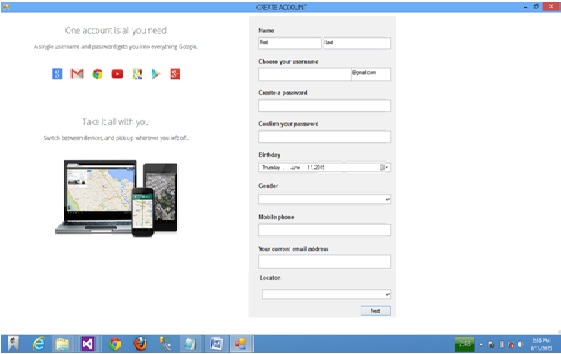 CREATE ACCOUNT
One account is all you need
A single username and password gets you into everything Google.
Take it all with you
Switch between devices, and pick up wherever you left off.
Name
First
Last
Choose your username
@gmail.com
Create a password
Confirm your password
Birthday
Thursday , June 11, 2015
Gender
Mobile phone
Your current email address
Location
Next